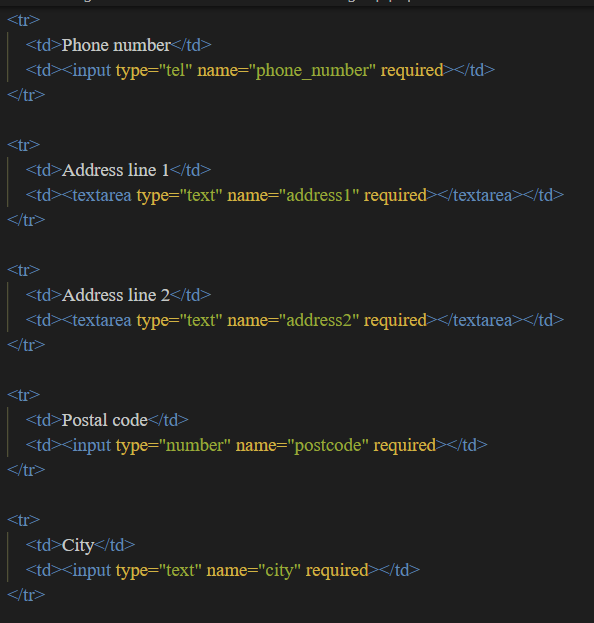 <tr>
<td>Phone number</td>
<td><input type="tel" name="phone_number" required></td>
</tr>
<tr>
<td>Address line 1</td>
<td><textarea type="text" name="address1" required></textarea></td>
</tr>
<tr>
<td>Address line 2</td>
<td><textarea type="text" name="address2" required></textarea></td>
</tr>
<tr>
<td>Postal code</td>
<td><input type="number" name="postcode" required></td>
</tr>
<tr>
<td>City</td>
<td><input type="text" name="city" required></td>
</tr>